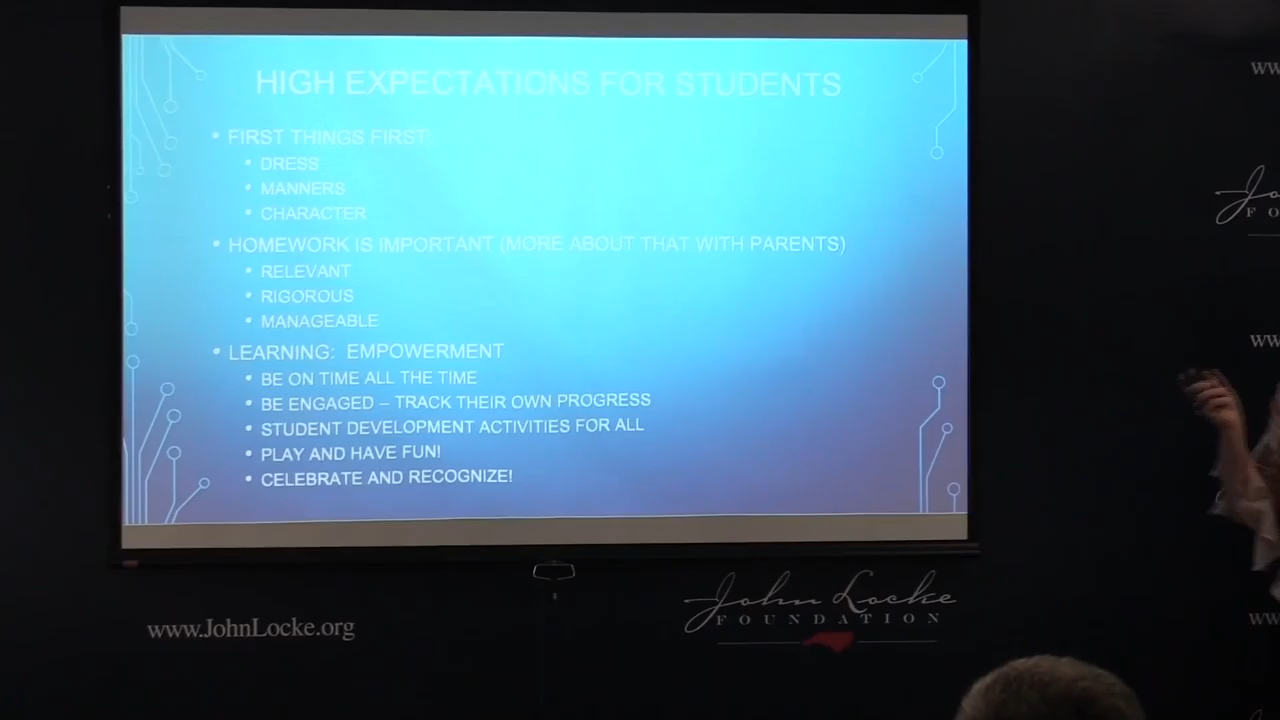 HIGH EXPECTATIONS FOR STUDENTS
• FIRST THINGS FIRST:
• DRESS
• MANNERS
• CHARACTER
• HOMEWORK IS IMPORTANT (MORE ABOUT THAT WITH PARENTS)
• RELEVANT
• RIGOROUS
• MANAGEABLE
• LEARNING: EMPOWERMENT
• BE ON TIME ALL THE TIME
• BE ENGAGED – TRACK THEIR OWN PROGRESS
• STUDENT DEVELOPMENT ACTIVITIES FOR ALL
• PLAY AND HAVE FUN!
• CELEBRATE AND RECOGNIZE!
www.JohnLocke.org
John Locke
FOUNDATION